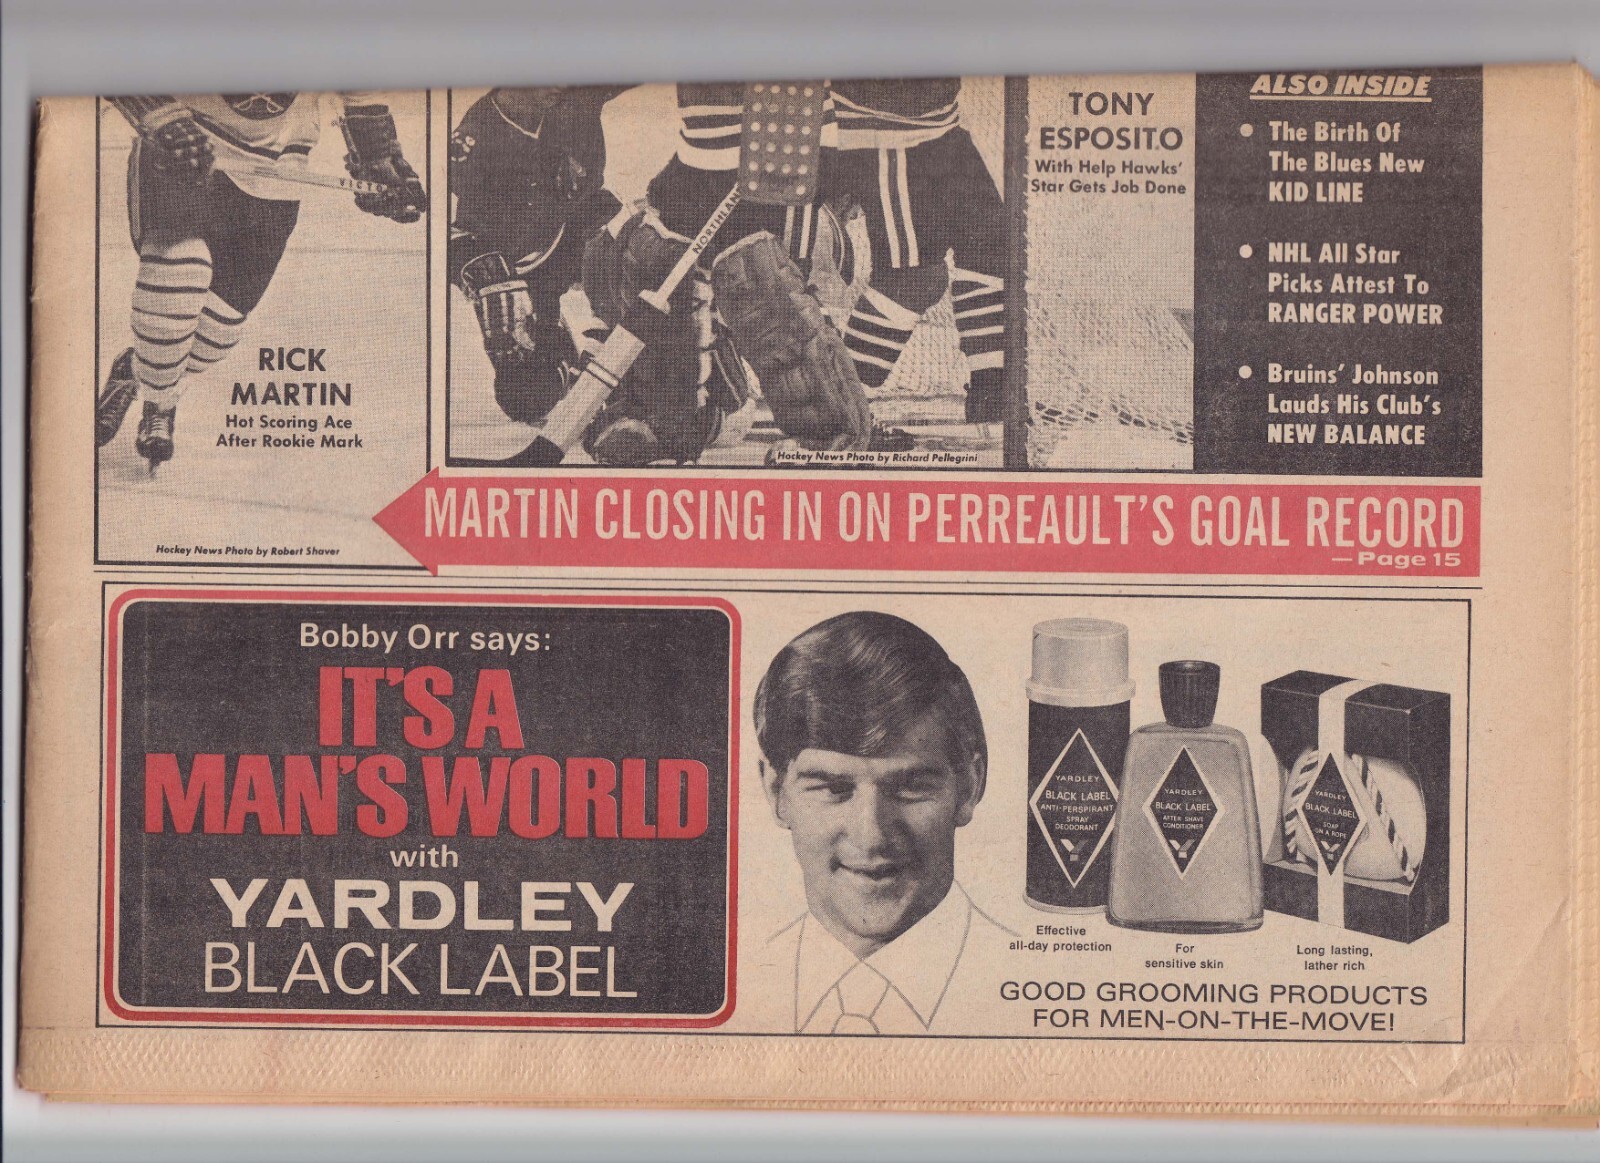 TONY
ESPOSITO
With Help Hawks'
Star Gets Job Done
ALSO INSIDE
• The Birth Of
The Blues New
KID LINE
• NHL All Star
Picks Attest To
RANGER POWER
• Bruins' Johnson
Lauds His Club's
NEW BALANCE
VICTO
NORTHLAN
RICK
MARTIN
Hot Scoring Ace
After Rookie Mark
Hockey News Photo by Richard Pellegrini
MARTIN CLOSING IN ON PERREAULT'S GOAL RECORD
—Page 15
Hockey News Photo by Robert Shaver
Bobby Orr says:
IT'S A
MAN'S WORLD
with
YARDLEY
BLACK LABEL
YARDLEY
BLACK LABEL
ANTI-PERSPIRANT
SPRAY
DEODORANT
YARDLEY
BLACK LABEL
AFTER SHAVE
CONDITIONER
YARDLEY
BLACK LABEL
SOAP
ON A ROPE
Effective
all-day protection
For
sensitive skin
Long lasting,
lather rich
GOOD GROOMING PRODUCTS
FOR MEN-ON-THE-MOVE!